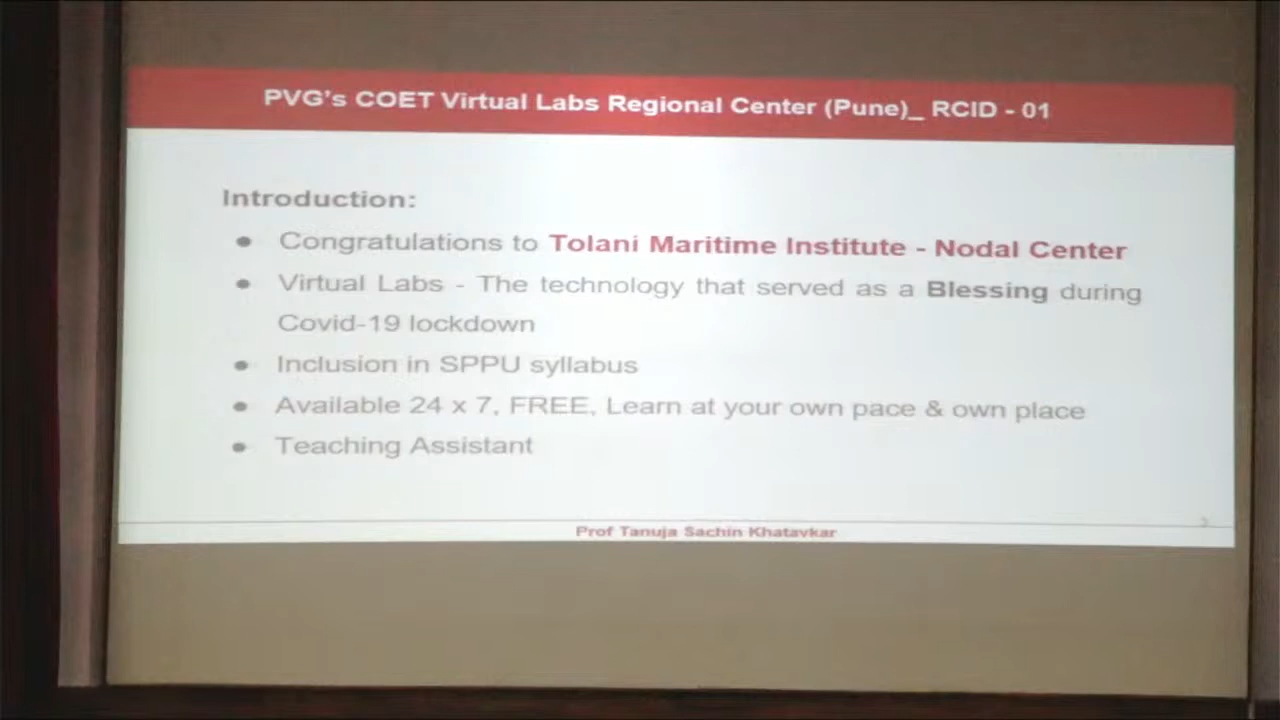 PVG's COET Virtual Labs Regional Center (Pune)_ RCID - 01
Introduction:
● Congratulations to Tolani Maritime Institute - Nodal Center
● Virtual Labs - The technology that served as a Blessing during
Covid-19 lockdown
● Inclusion in SPPU syllabus
● Available 24 x 7, FREE, Learn at your own pace & own place
● Teaching Assistant
Prof Tanuja Sachin Khatavkar